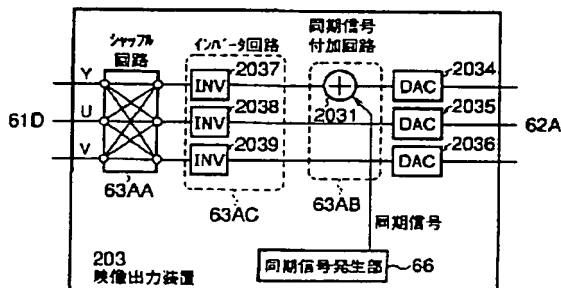 シャッフル
回路
インバータ回路
同期信号
付加回路
Y
U
V
61D
INV
2037
INV
2038
INV
2039
2031
DAC
2034
DAC
2035
DAC
2036
62A
63AA
63AC
63AB
同期信号
203
映像出力装置
同期信号発生部
66